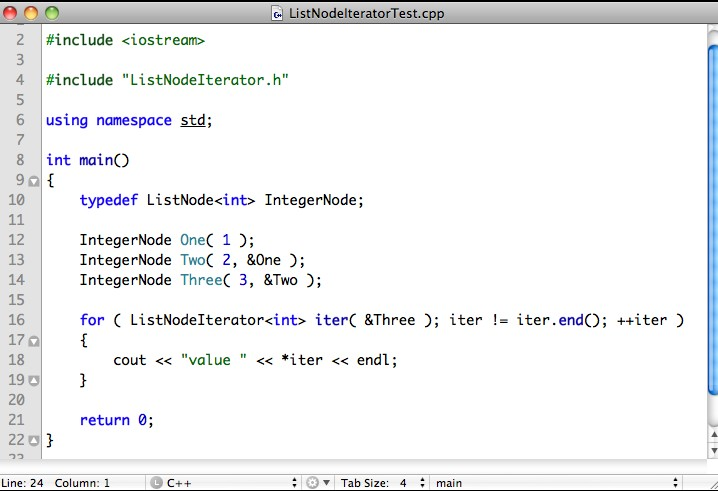 ListNodeIteratorTest.cpp
2 #include <iostream>
3
4 #include "ListNodeIterator.h"
5
6 using namespace std;
7
8 int main()
9 {
10 typedef ListNode<int> IntegerNode;
11
12 IntegerNode One( 1 );
13 IntegerNode Two( 2, &One );
14 IntegerNode Three( 3, &Two );
15
16 for ( ListNodeIterator<int> iter( &Three ); iter != iter.end(); ++iter )
17 {
18 cout << "value " << *iter << endl;
19 }
20
21 return 0;
22 }
23
Line: 24 Column: 1 L C++ Tab Size: 4 main